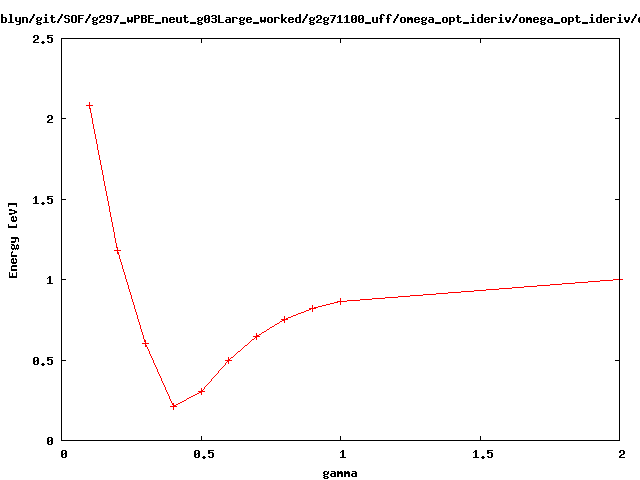 blyn/git/SOF/g297_wPBE_neut_g03Large_worked/g2g71100_uff/omega_opt_ideriv/omega_opt_ideriv/
2.5
2
1.5
1
0.5
0
Energy [eV]
0 0.5 1 1.5 2
gamma